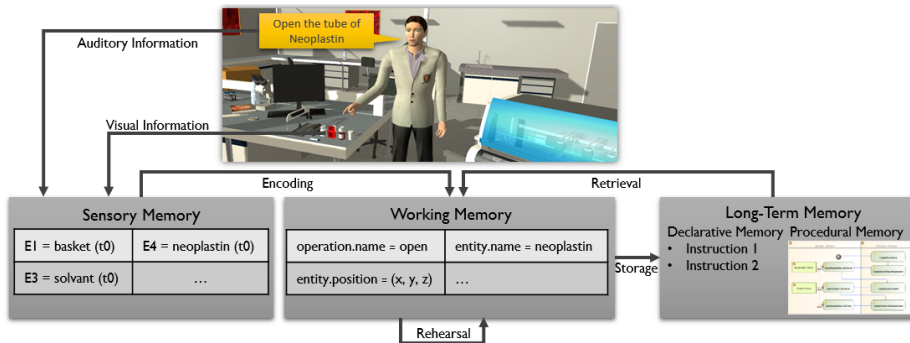 Open the tube of
Neoplastin
Auditory Information
Visual Information
Encoding
Retrieval
Sensory Memory
E1 = basket (t0)
E4 = neoplastin (t0)
E3 = solvant (t0)
...
Working Memory
operation.name = open
entity.name = neoplastin
entity.position = (x, y, z)
...
Storage
Rehearsal
Long-Term Memory
Declarative Memory Procedural Memory
• Instruction 1
• Instruction 2